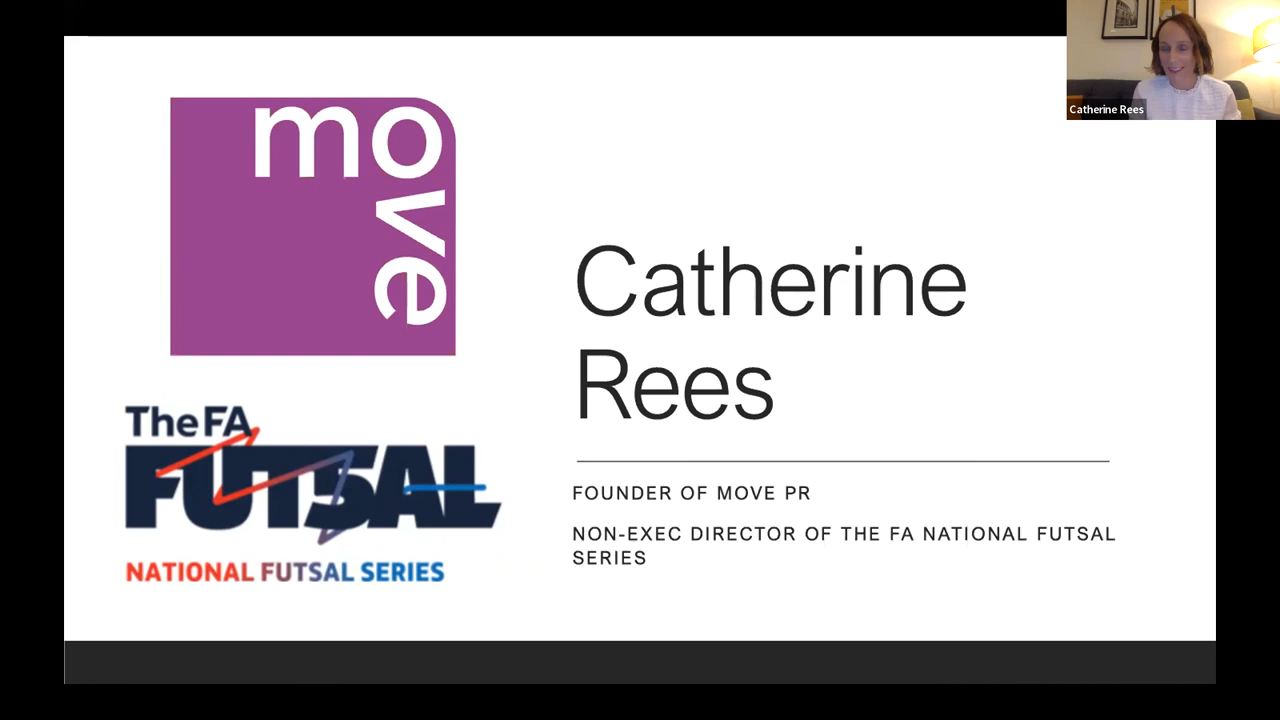 move
The FA
FUTSAL
NATIONAL FUTSAL SERIES
Catherine
Rees
FOUNDER OF MOVE PR
NON-EXEC DIRECTOR OF THE FA NATIONAL FUTSAL
SERIES
Catherine Rees